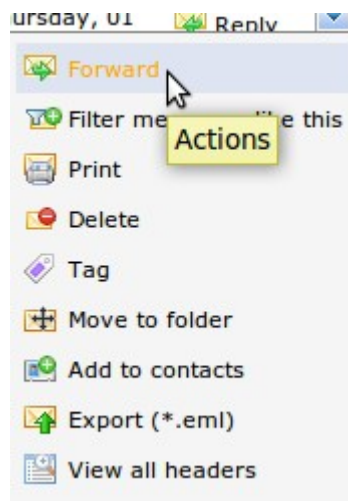 ursday, 01 Reply
Forward
Filter me like this
Actions
Print
Delete
Tag
Move to folder
Add to contacts
Export (*.eml)
View all headers